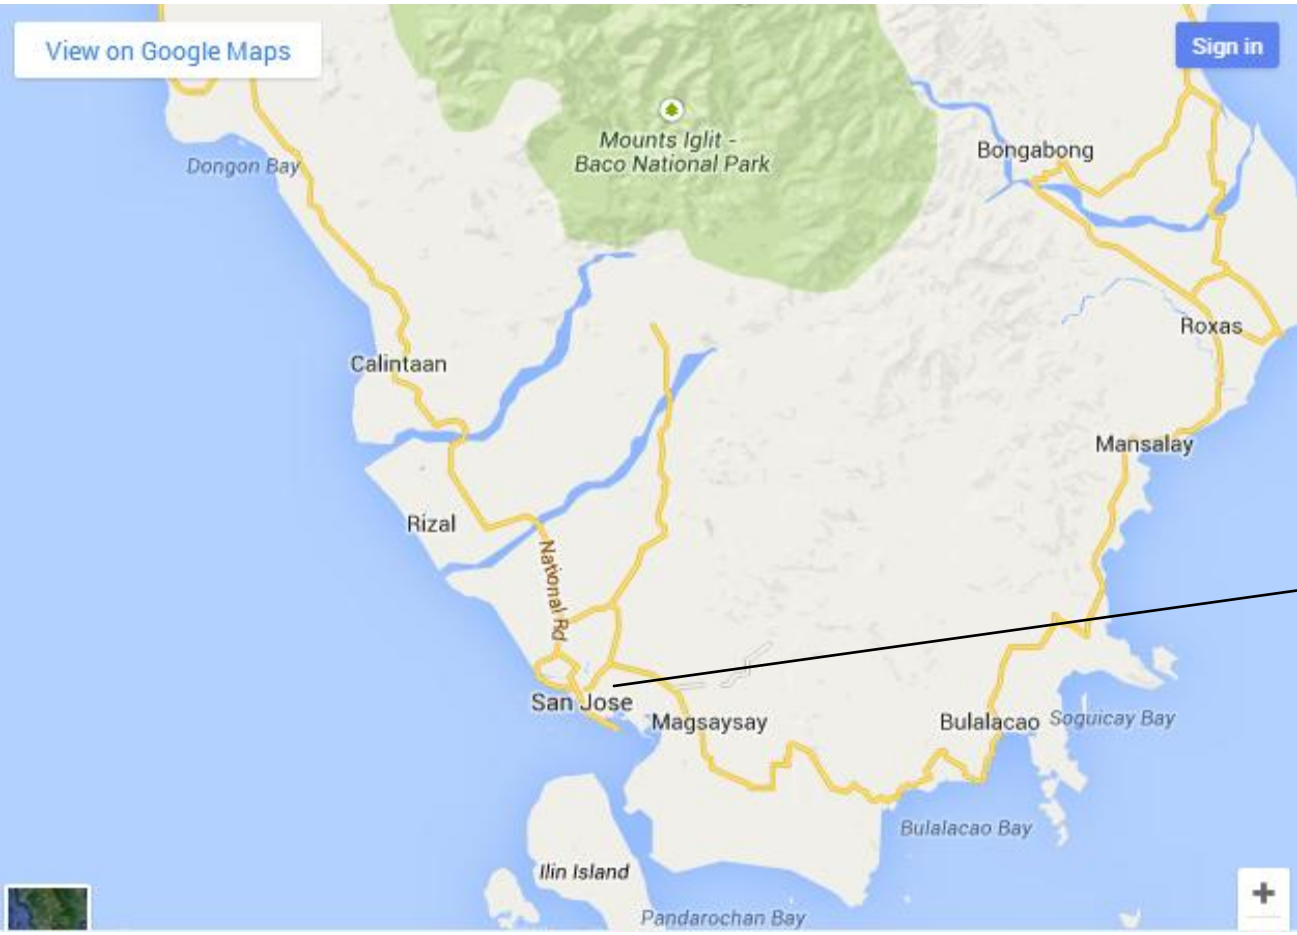 View on Google Maps
Sign in
Mounts Iglit -
Baco National Park
Bongabong
Dongon Bay
Roxas
Calintaan
Mansalay
Rizal
National Rd
San Jose
Magsaysay
Bulalacao
Soguicay Bay
Bulalacao Bay
Ilin Island
Pandarochan Bay
+